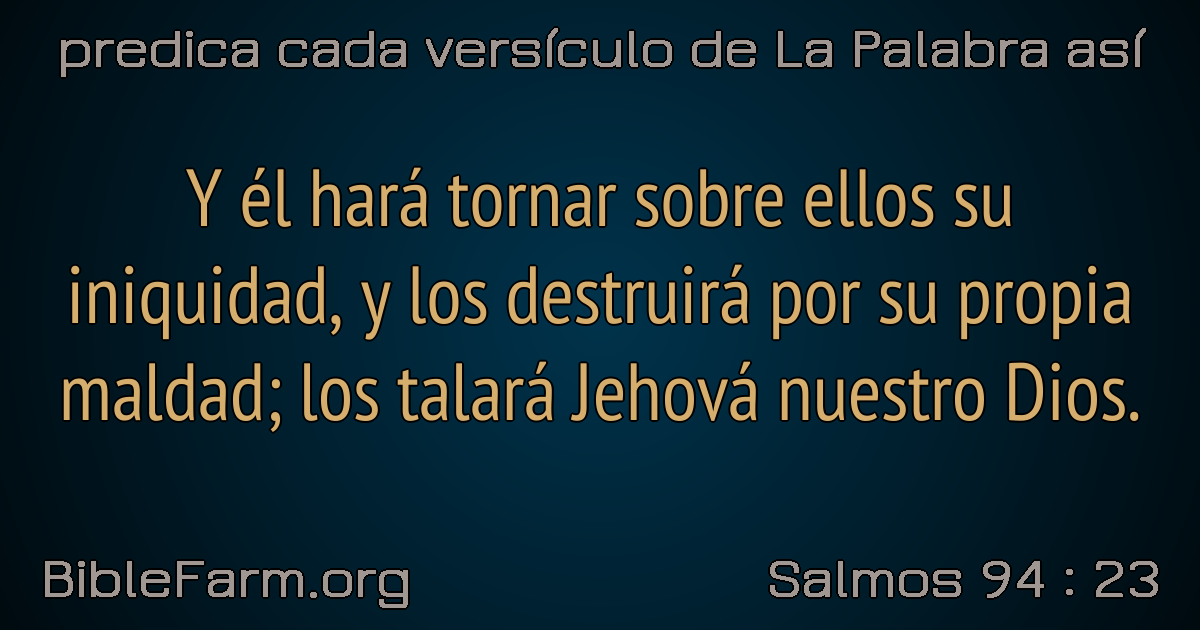 predica cada versículo de La Palabra así
Y él hará tornar sobre ellos su
iniquidad, y los destruirá por su propia
maldad; los talará Jehová nuestro Dios.
BibleFarm.org
Salmos 94 : 23